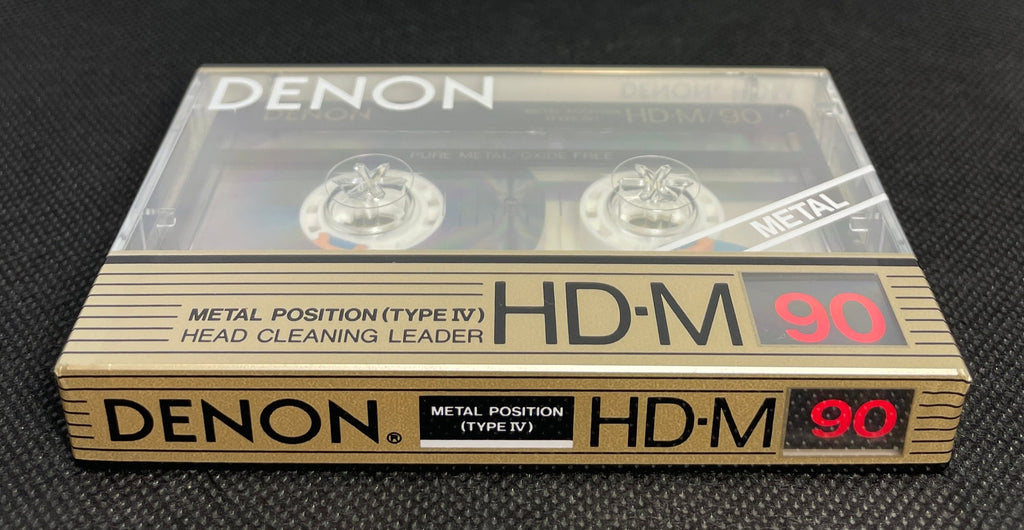 DENON
DENON
HD·M/90
PURE METAL/OXIDE FREE
METAL
METAL POSITION (TYPE IV)
HEAD CLEANING LEADER
HD·M
90
DENON®
METAL POSITION
(TYPE IV)
HD·M
90